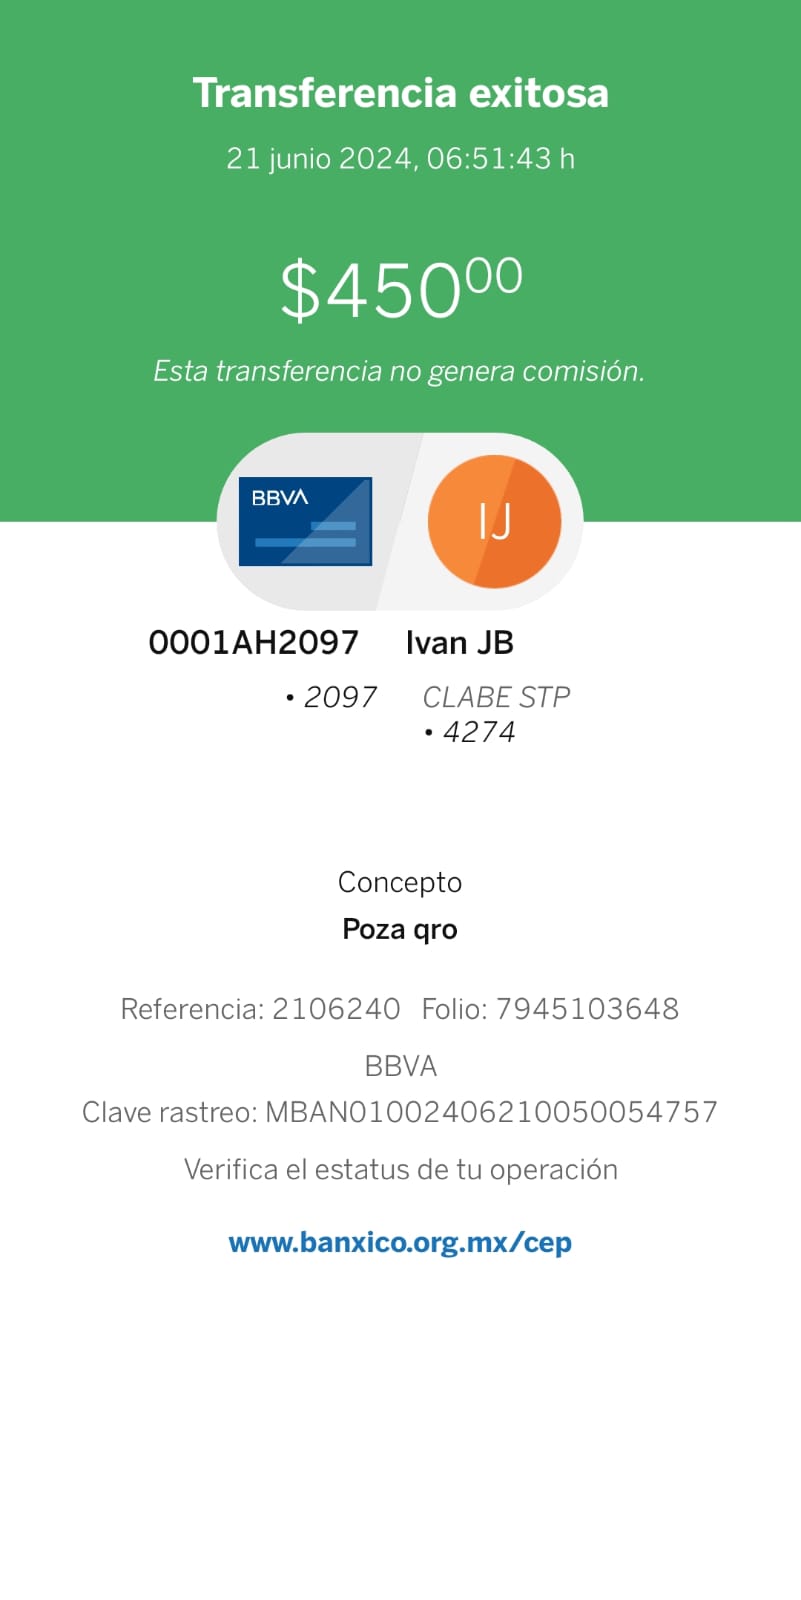 Transferencia exitosa
21 junio 2024, 06:51:43 h
$450⁰⁰
Esta transferencia no genera comisión.
BBVA
IJ
0001AH2097 Ivan JB
• 2097 CLABE STP
• 4274
Concepto
Poza qro
Referencia: 2106240 Folio: 7945103648
BBVA
Clave rastreo: MBAN01002406210050054757
Verifica el estatus de tu operación
www.banxico.org.mx/cep